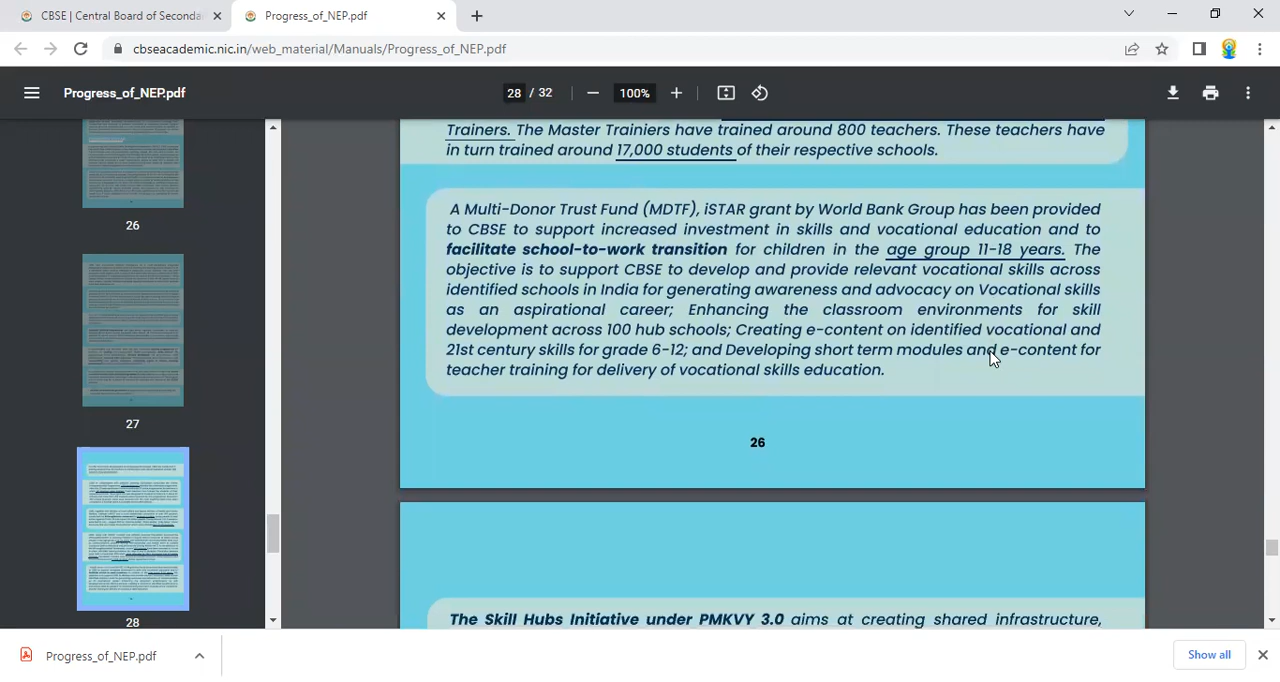 CBSE | Central Board of Seconda
Progress_of_NEP.pdf
cbseacademic.nic.in/web_material/Manuals/Progress_of_NEP.pdf
Progress_of_NEP.pdf
28 / 32
100%
26
27
28
Trainers. The Master Trainiers have trained around 800 teachers. These teachers have
in turn trained around 17,000 students of their respective schools.
A Multi-Donor Trust Fund (MDTF), iSTAR grant by World Bank Group has been provided
to CBSE to support increased investment in skills and vocational education and to
facilitate school-to-work transition for children in the age group 11-18 years. The
objective is to support CBSE to develop and provide relevant vocational skills across
identified schools in India for generating awareness and advocacy on Vocational skills
as an aspirational career; Enhancing the classroom environments for skill
development across 100 hub schools; Creating e-content on identified vocational and
21st century skills for grade 6-12; and Developing short term modules and e-content for
teacher training for delivery of vocational skills education.
26
The Skill Hubs Initiative under PMKVY 3.0 aims at creating shared infrastructure,
Progress_of_NEP.pdf
Show all